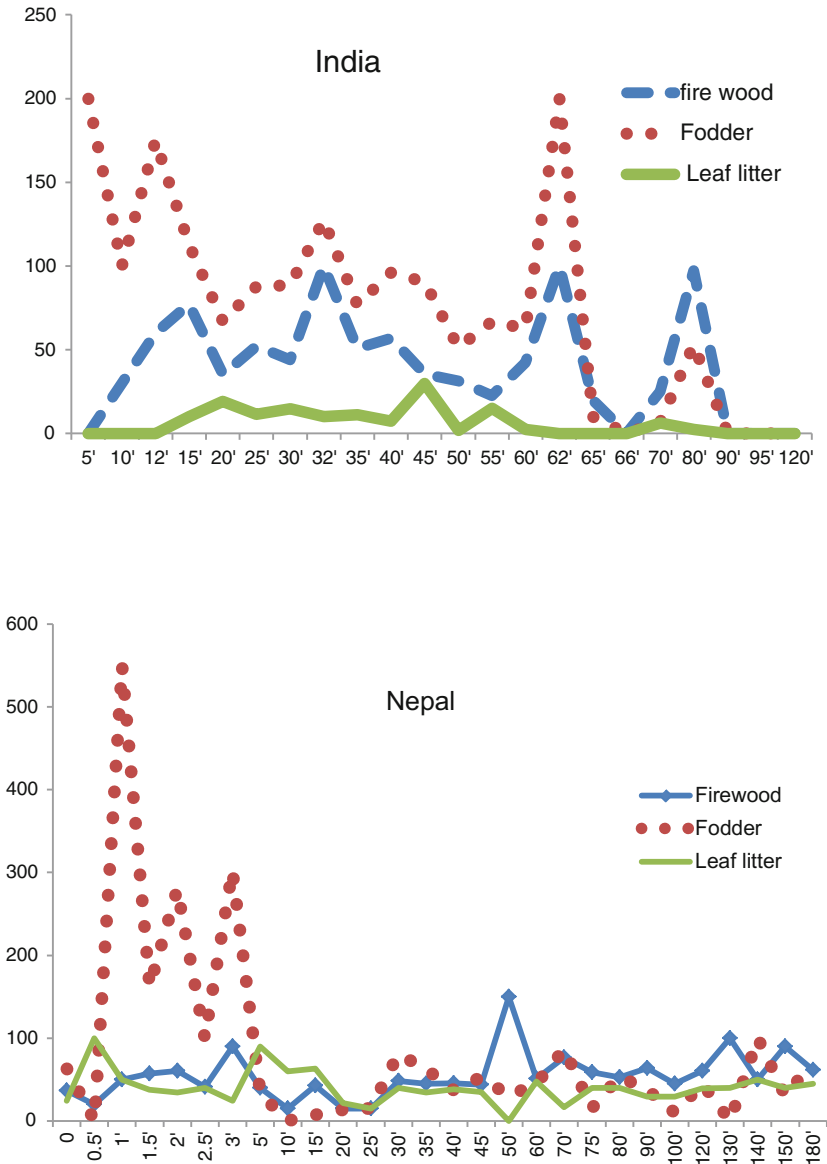 250
India
200
fire wood
Fodder
150
Leaf litter
100
50
0
5' 10' 12' 15' 20' 25' 30' 32' 35' 40' 45' 50' 55' 60' 62' 65' 66' 70' 80' 90' 95' 120'
600
Nepal
500
400
Firewood
Fodder
300
Leaf litter
200
100
0
0 0.5' 1' 1.5' 2' 2.5' 3' 5' 10' 15' 20' 25' 30' 35' 40' 45' 50' 60' 70' 75' 80' 90' 100' 120' 130' 140' 150' 180'